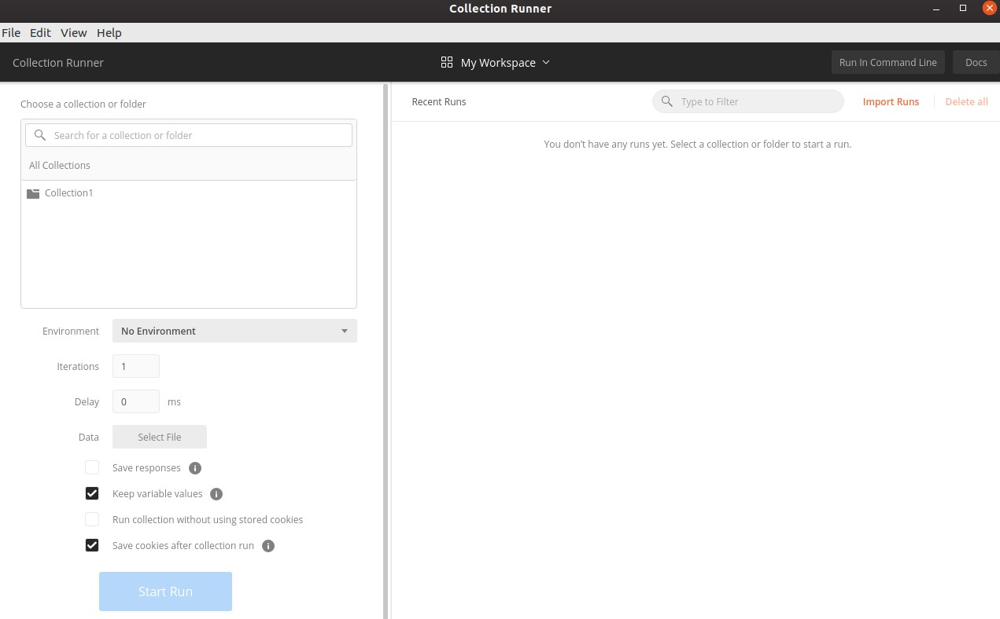 Collection Runner
File Edit View Help
Collection Runner
My Workspace
Run In Command Line
Docs
Choose a collection or folder
Search for a collection or folder
All Collections
Collection1
Environment No Environment
Iterations 1
Delay 0 ms
Data Select File
Save responses
Keep variable values
Run collection without using stored cookies
Save cookies after collection run
Start Run
Recent Runs
Type to Filter
Import Runs
Delete all
You don't have any runs yet. Select a collection or folder to start a run.